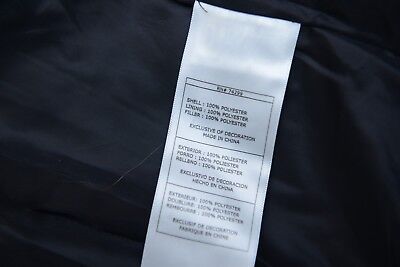 RN# 74299
SHELL : 100% POLYESTER
LINING : 100% POLYESTER
FILLER : 100% POLYESTER
EXCLUSIVE OF DECORATION
MADE IN CHINA
EXTERIOR : 100% POLIESTER
FORRO : 100% POLIESTER
RELLENO : 100% POLIESTER
EXCLUSIVO DE DECORACION
HECHO EN CHINA
EXTERIEUR: 100% POLYESTER
DOUBLURE: 100% POLYESTER
REMBOURRE : 100% POLYESTER
EXCLUSIF DE DECORATION
FABRIQUE EN CHINE